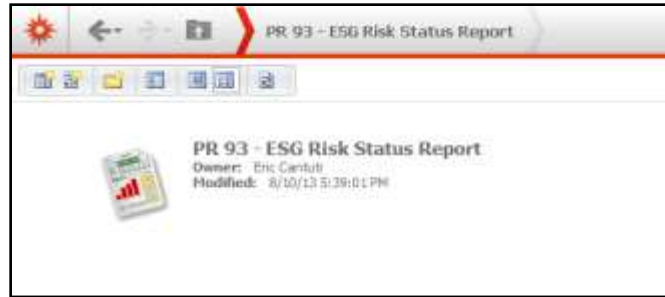 PR 93 - ESG Risk Status Report
PR 93 - ESG Risk Status Report
Owner: Eric Cantuti
Modified: 8/10/13 5:39:01 PM